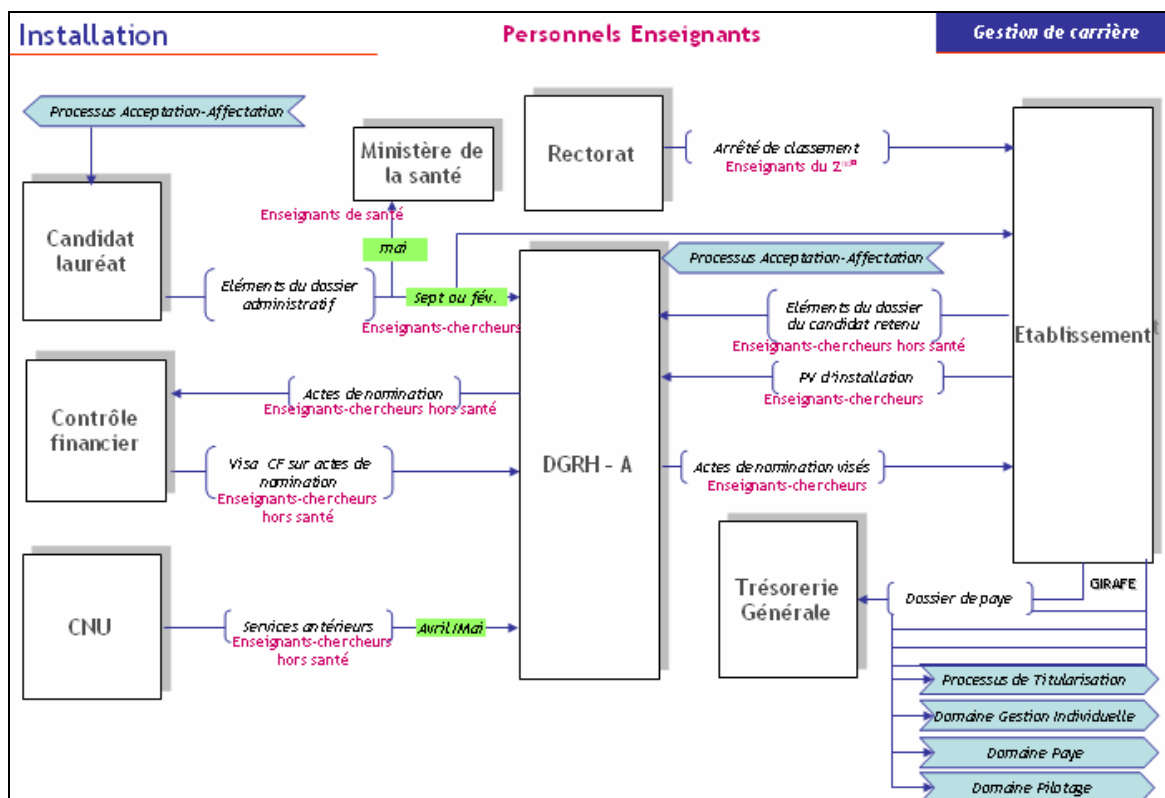 Installation
Personnels Enseignants
Gestion de carrière
Processus Acceptation-Affectation
Ministère de
la santé
Rectorat
Arrêté de classement
Enseignants du 2nd°
Candidat
lauréat
Enseignants de santé
mai
Eléments du dossier
administratif
Sept ou fév.
Enseignants-chercheurs
Processus Acceptation-Affectation
Eléments du dossier
du candidat retenu
Enseignants-chercheurs hors santé
Etablissement
PV d'installation
Enseignants-chercheurs
Contrôle
financier
Actes de nomination
Enseignants-chercheurs hors santé
Visa CF sur actes de
nomination
Enseignants-chercheurs
hors santé
DGRH - A
Actes de nomination visés
Enseignants-chercheurs
CNU
Services antérieurs
Enseignants-chercheurs
hors santé
Avril/Mai
Trésorerie
Générale
Dossier de paye
GIRAFE
Processus de Titularisation
Domaine Gestion Individuelle
Domaine Paye
Domaine Pilotage